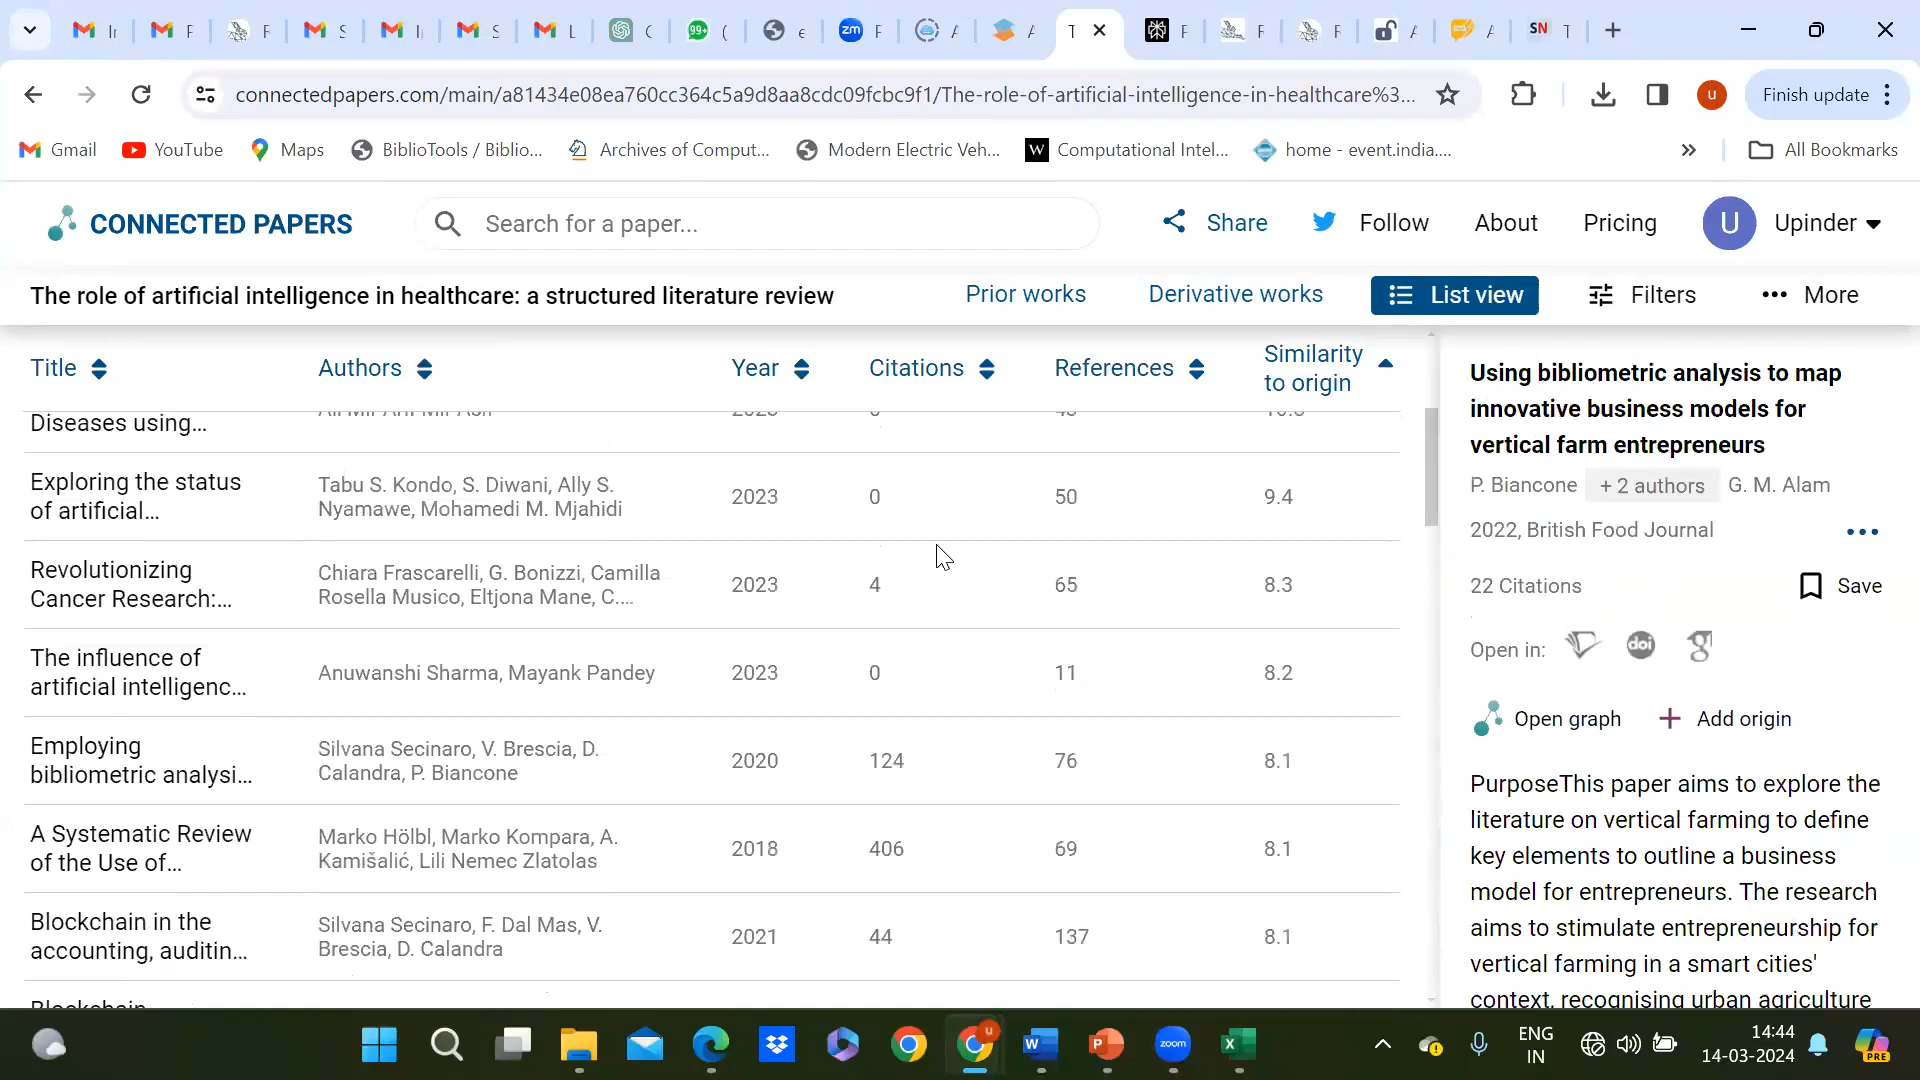 In
F
F
S
I
S
L
C
99+
(
e
zm
F
A
A
T
F
F
F
A
A
SN
T
connectedpapers.com/main/a81434e08ea760cc364c5a9d8aa8cdc09fcbc9f1/The-role-of-artificial-intelligence-in-healthcare%3...
u
Finish update
Gmail
YouTube
Maps
BiblioTools / Biblio...
Archives of Comput...
Modern Electric Veh...
W
Computational Intel...
home - event.india....
All Bookmarks
CONNECTED PAPERS
Search for a paper...
Share
Follow
About
Pricing
U
Upinder
The role of artificial intelligence in healthcare: a structured literature review
Prior works
Derivative works
List view
Filters
More
Title
Authors
Year
Citations
References
Similarity
to origin
Diseases using...
Exploring the status
of artificial...
Tabu S. Kondo, S. Diwani, Ally S.
Nyamawe, Mohamedi M. Mjahidi
2023
0
50
9.4
Revolutionizing
Cancer Research:...
Chiara Frascarelli, G. Bonizzi, Camilla
Rosella Musico, Eltjona Mane, C....
2023
4
65
8.3
The influence of
artificial intelligenc...
Anuwanshi Sharma, Mayank Pandey
2023
0
11
8.2
Employing
bibliometric analysi...
Silvana Secinaro, V. Brescia, D.
Calandra, P. Biancone
2020
124
76
8.1
A Systematic Review
of the Use of...
Marko Hölbl, Marko Kompara, A.
Kamišalić, Lili Nemec Zlatolas
2018
406
69
8.1
Blockchain in the
accounting, auditin...
Silvana Secinaro, F. Dal Mas, V.
Brescia, D. Calandra
2021
44
137
8.1
Blockchain
Using bibliometric analysis to map
innovative business models for
vertical farm entrepreneurs
P. Biancone + 2 authors G. M. Alam
2022, British Food Journal
22 Citations
Save
Open in:
doi
g
Open graph
Add origin
PurposeThis paper aims to explore the
literature on vertical farming to define
key elements to outline a business
model for entrepreneurs. The research
aims to stimulate entrepreneurship for
vertical farming in a smart cities'
context, recognising urban agriculture
u
W
P
zoom
X
ENG
IN
14:44
14-03-2024
PRE